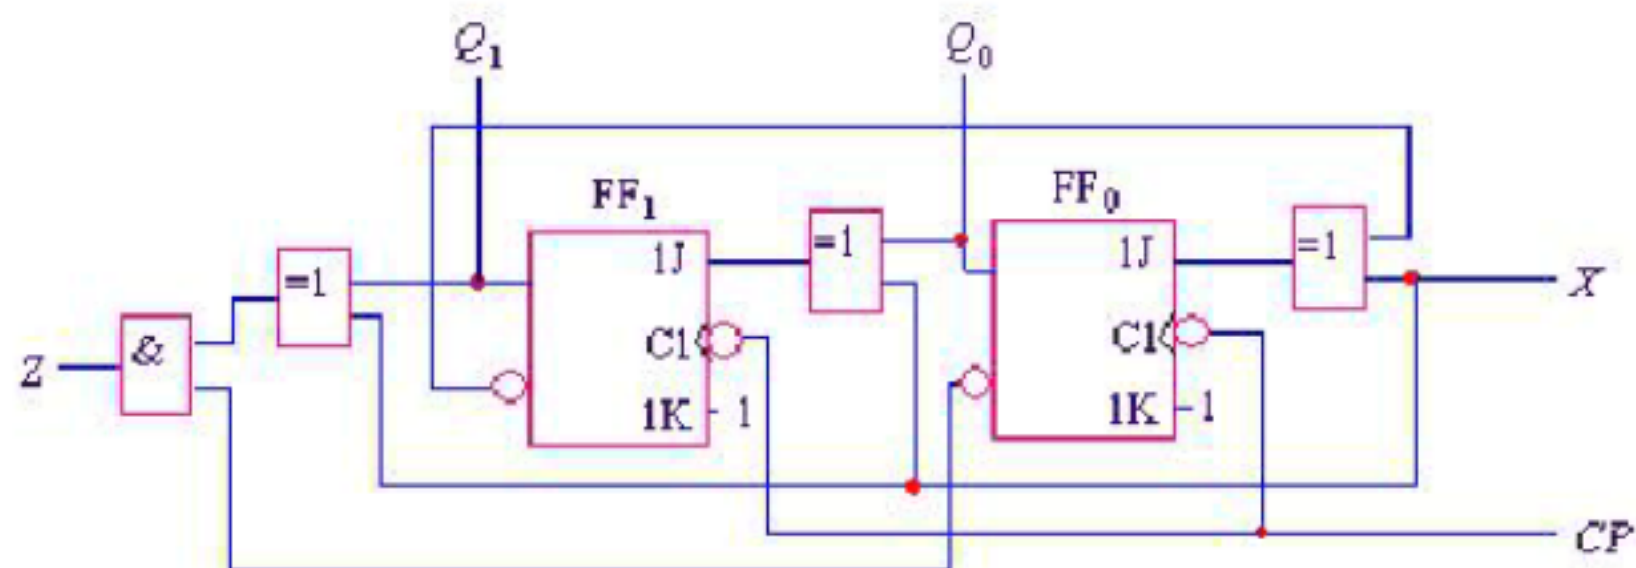 Q₁
Q₀
FF₁
FF₀
1J
=1
1J
=1
=1
X
Z
&
C1
C1
1K
1
1K
1
CP